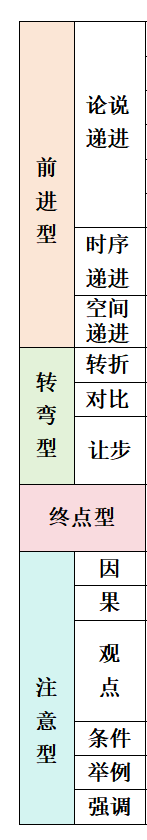 前进型
论说
递进
时序
递进
空间
递进
转弯型
转折
对比
让步
终点型
注意型
因
果
观
点
条件
举例
强调